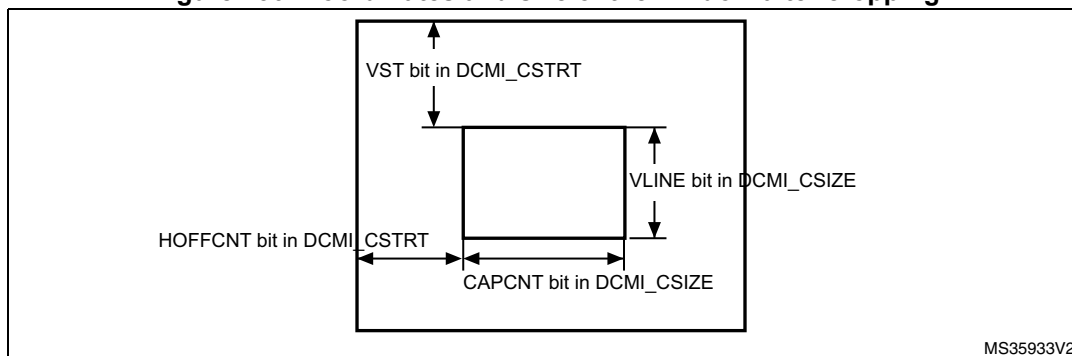 VST bit in DCMI_CSTRT
VLINE bit in DCMI_CSIZE
HOFFCNT bit in DCMI_CSTRT
CAPCNT bit in DCMI_CSIZE
MS35933V2